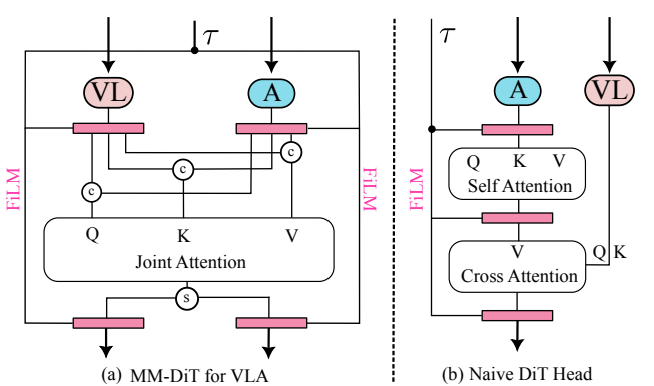 τ
VL
A
c
c
c
FiLM
FiLM
Q K V
Joint Attention
s
(a) MM-DiT for VLA
τ
A
VL
FiLM
Q K V
Self Attention
V
Q K
Cross Attention
(b) Naive DiT Head